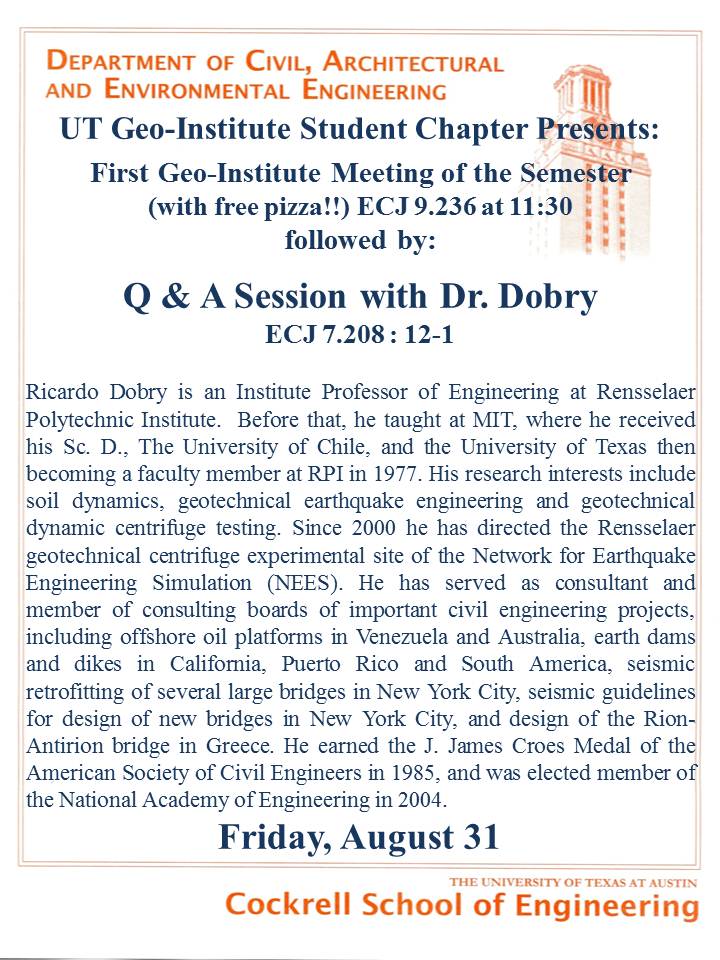 DEPARTMENT OF CIVIL, ARCHITECTURAL
AND ENVIRONMENTAL ENGINEERING
UT Geo-Institute Student Chapter Presents:
First Geo-Institute Meeting of the Semester
(with free pizza!!) ECJ 9.236 at 11:30
followed by:
Q & A Session with Dr. Dobry
ECJ 7.208 : 12-1
Ricardo Dobry is an Institute Professor of Engineering at Rensselaer
Polytechnic Institute. Before that, he taught at MIT, where he received
his Sc. D., The University of Chile, and the University of Texas then
becoming a faculty member at RPI in 1977. His research interests include
soil dynamics, geotechnical earthquake engineering and geotechnical
dynamic centrifuge testing. Since 2000 he has directed the Rensselaer
geotechnical centrifuge experimental site of the Network for Earthquake
Engineering Simulation (NEES). He has served as consultant and
member of consulting boards of important civil engineering projects,
including offshore oil platforms in Venezuela and Australia, earth dams
and dikes in California, Puerto Rico and South America, seismic
retrofitting of several large bridges in New York City, seismic guidelines
for design of new bridges in New York City, and design of the Rion-
Antirion bridge in Greece. He earned the J. James Croes Medal of the
American Society of Civil Engineers in 1985, and was elected member of
the National Academy of Engineering in 2004.
Friday, August 31
THE UNIVERSITY OF TEXAS AT AUSTIN
Cockrell School of Engineering